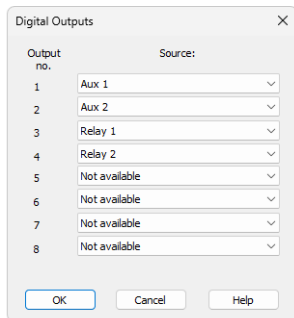 Digital Outputs
Output no.
Source:
1 Aux 1
2 Aux 2
3 Relay 1
4 Relay 2
5 Not available
6 Not available
7 Not available
8 Not available
OK Cancel Help